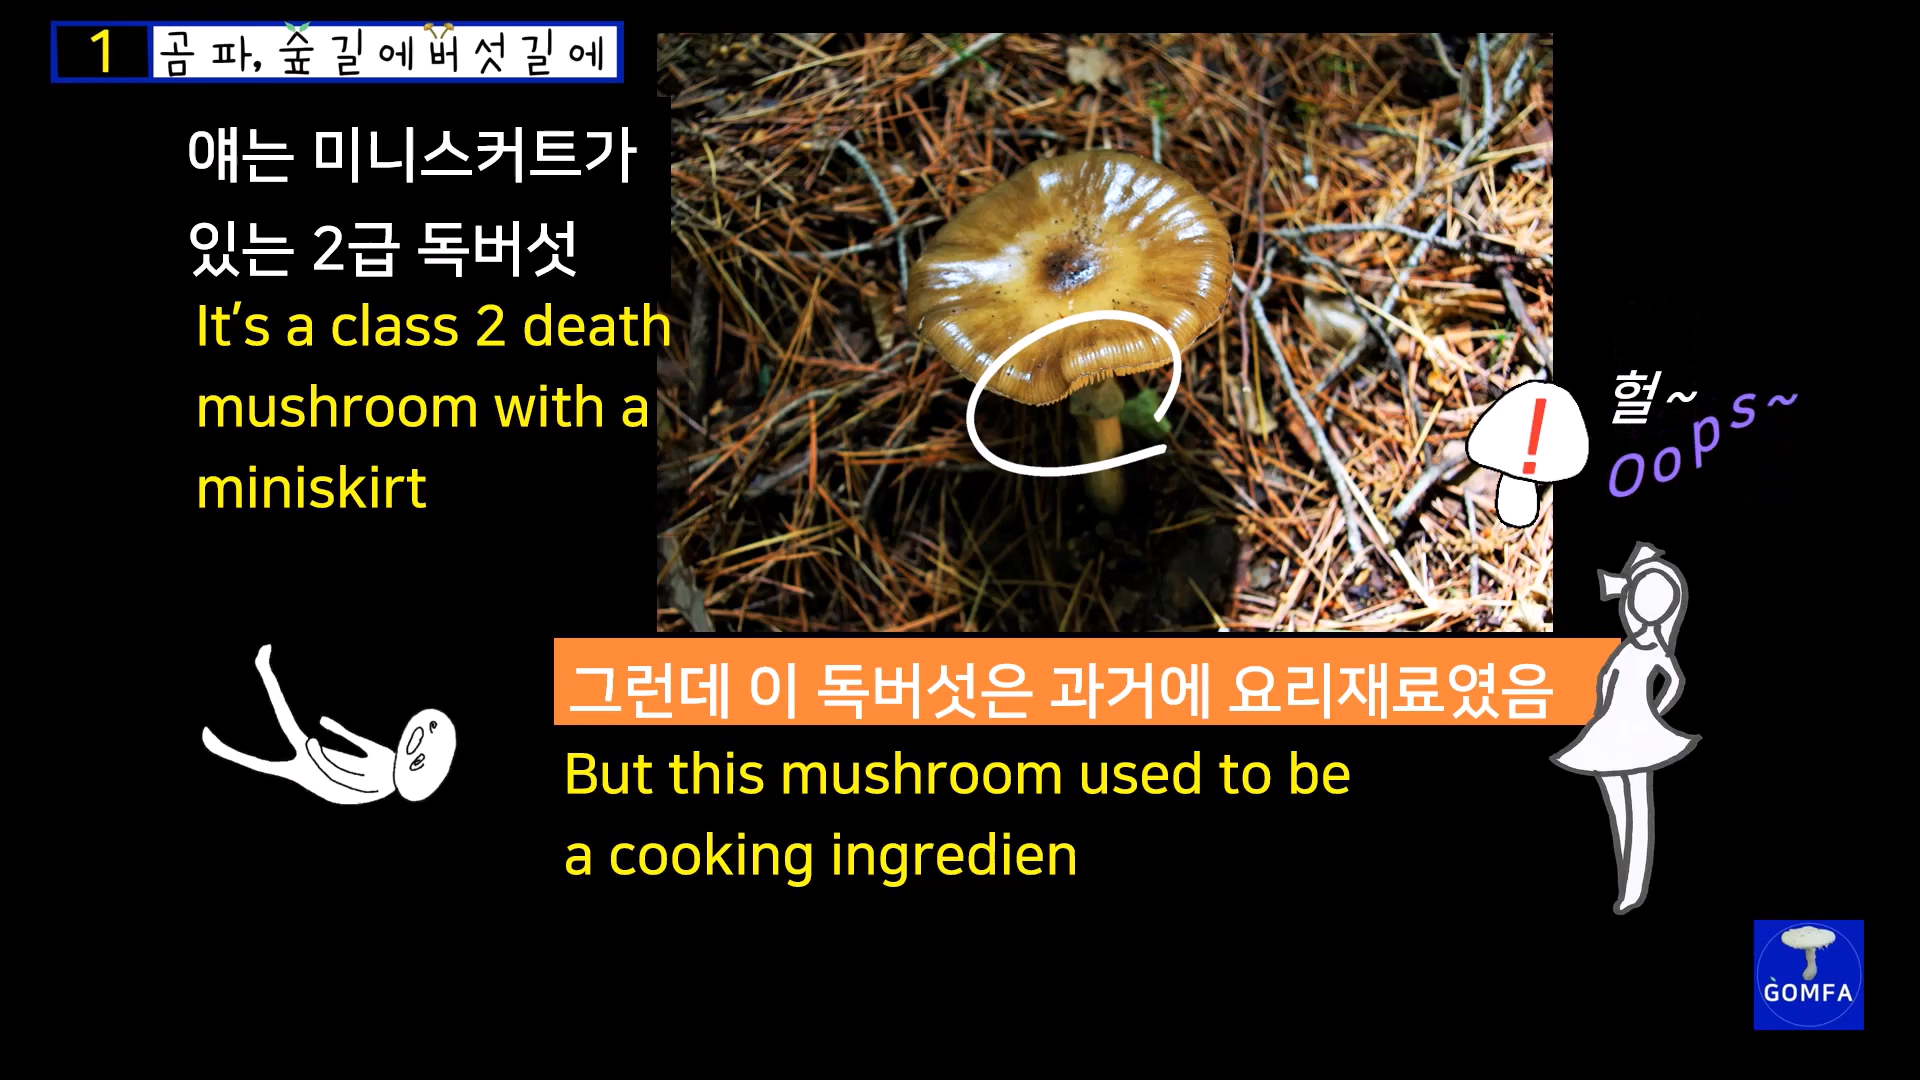 1 곰파, 숲길에버섯길에
얘는 미니스커트가
있는 2급 독버섯
It's a class 2 death
mushroom with a
miniskirt
!
헐~
Oops~
그런데 이 독버섯은 과거에 요리재료였음
But this mushroom used to be
a cooking ingredien
GOMFA